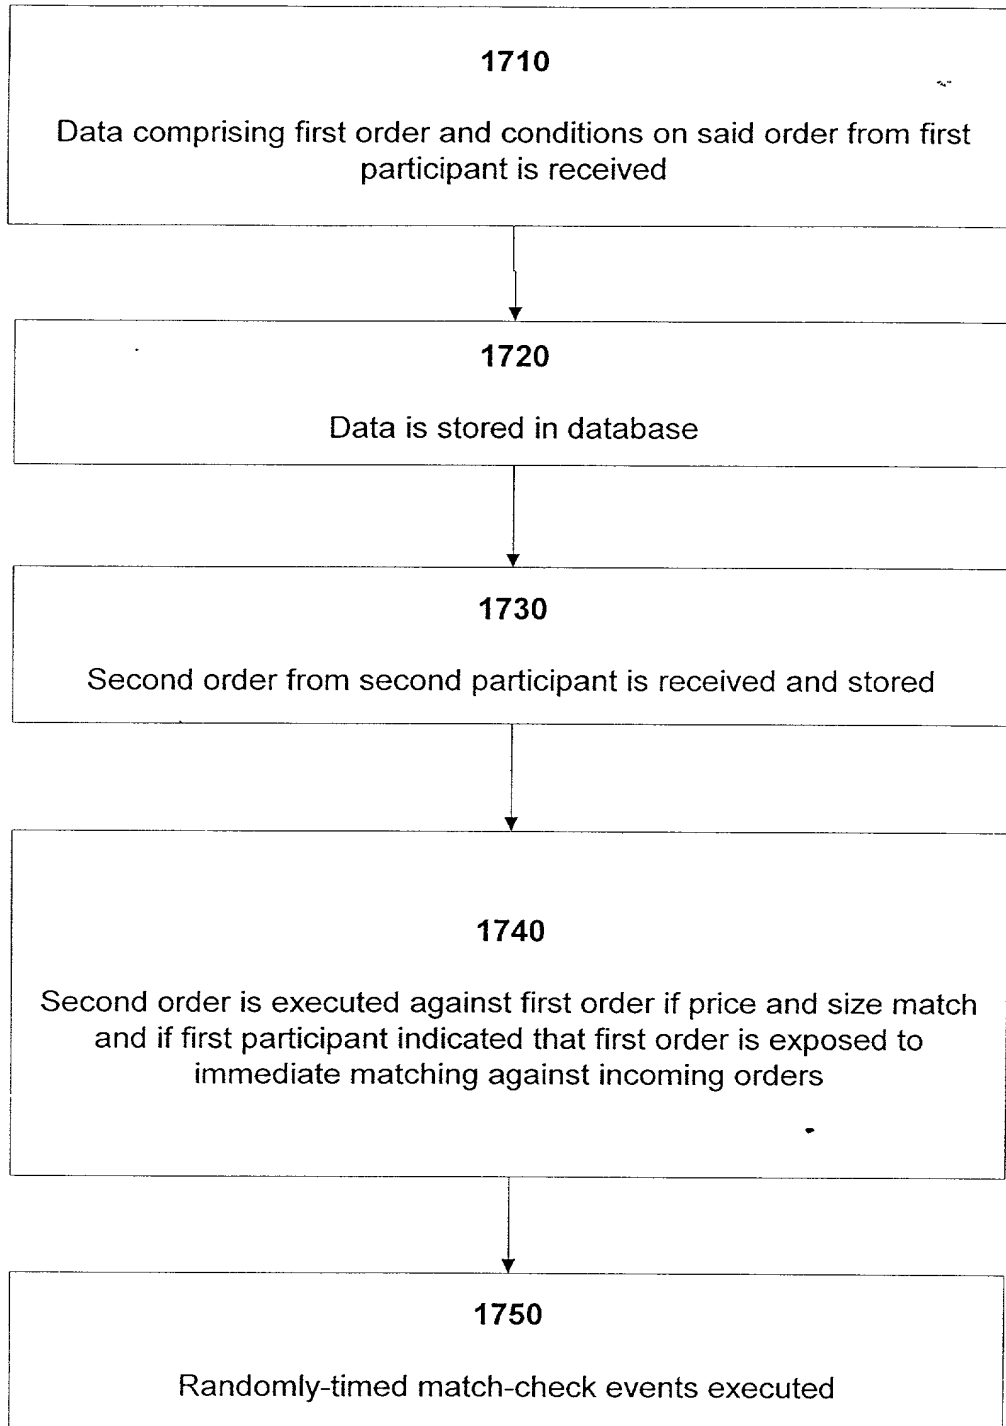 1710
Data comprising first order and conditions on said order from first
participant is received
1720
Data is stored in database
1730
Second order from second participant is received and stored
1740
Second order is executed against first order if price and size match
and if first participant indicated that first order is exposed to
immediate matching against incoming orders
1750
Randomly-timed match-check events executed